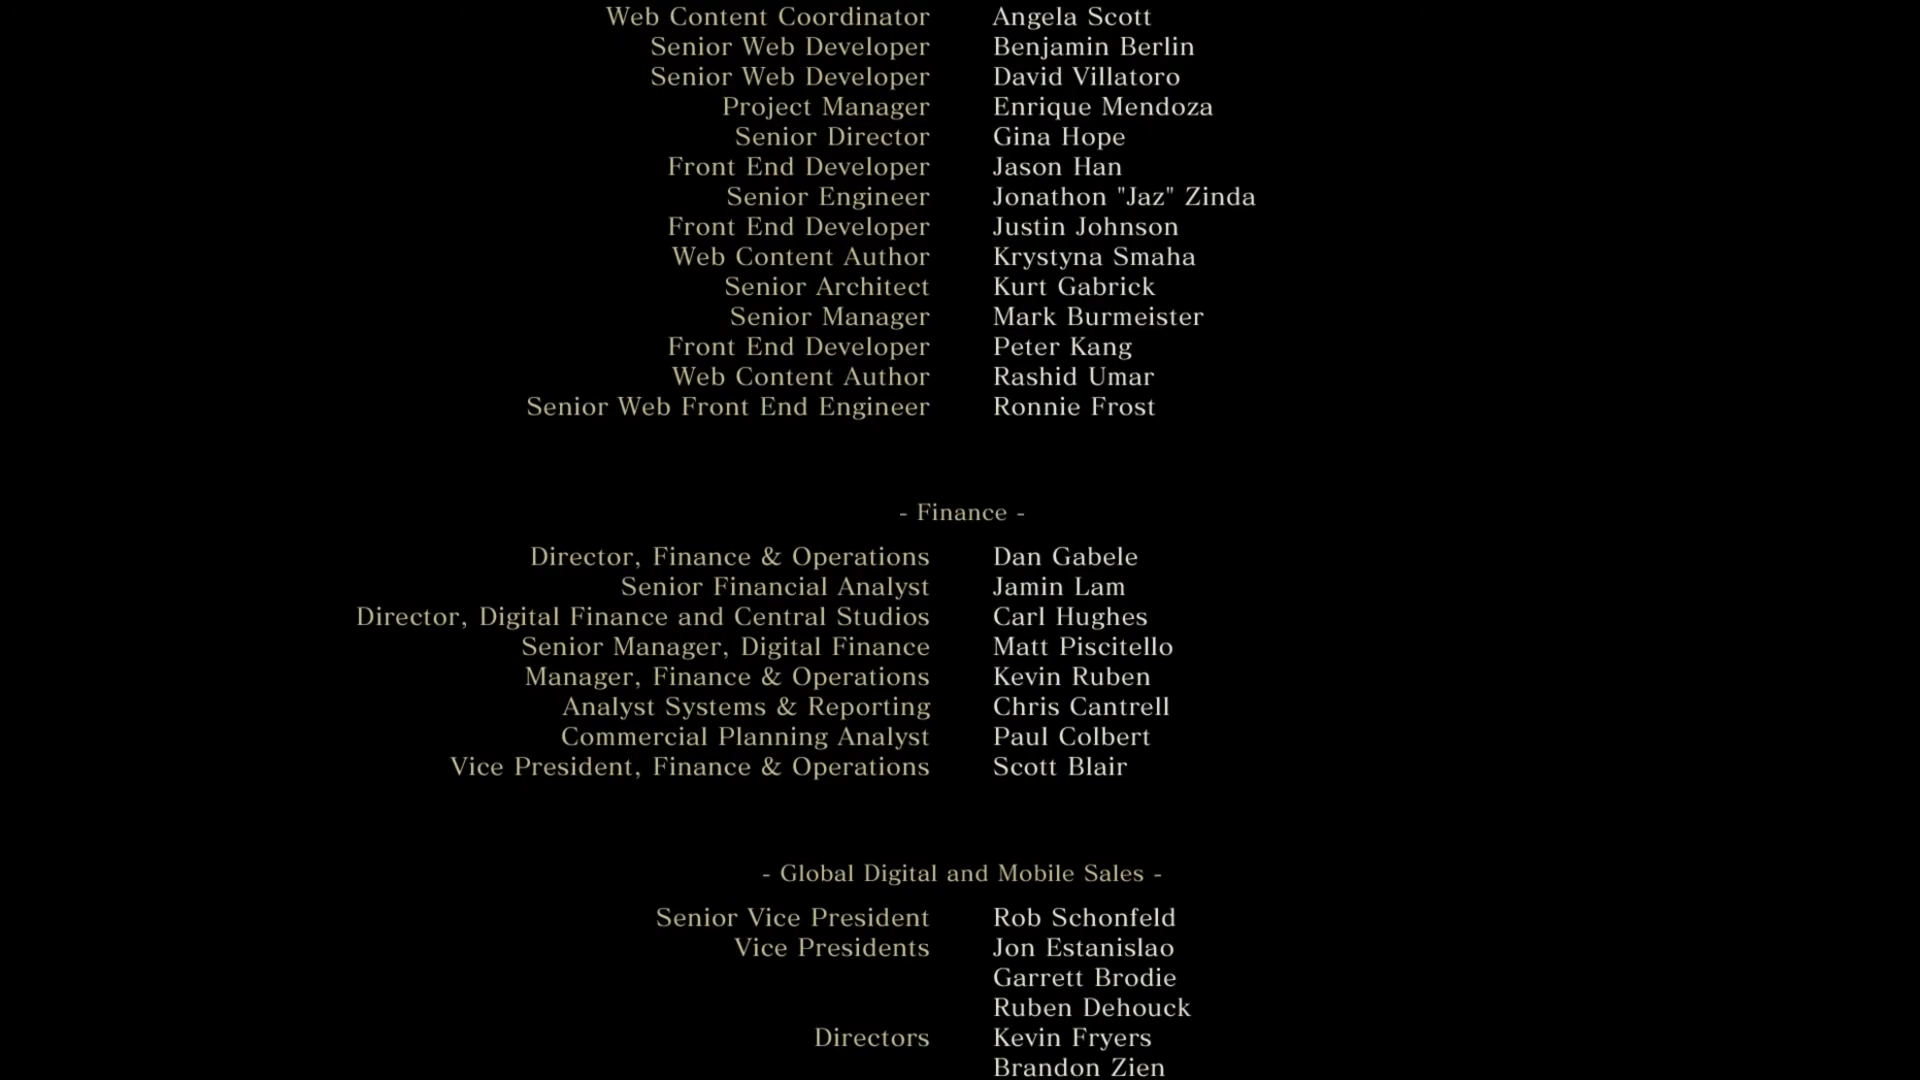 Web Content Coordinator Angela Scott
Senior Web Developer Benjamin Berlin
Senior Web Developer David Villatoro
Project Manager Enrique Mendoza
Senior Director Gina Hope
Front End Developer Jason Han
Senior Engineer Jonathon "Jaz" Zinda
Front End Developer Justin Johnson
Web Content Author Krystyna Smaha
Senior Architect Kurt Gabrick
Senior Manager Mark Burmeister
Front End Developer Peter Kang
Web Content Author Rashid Umar
Senior Web Front End Engineer Ronnie Frost
- Finance -
Director, Finance & Operations Dan Gabele
Senior Financial Analyst Jamin Lam
Director, Digital Finance and Central Studios Carl Hughes
Senior Manager, Digital Finance Matt Piscitello
Manager, Finance & Operations Kevin Ruben
Analyst Systems & Reporting Chris Cantrell
Commercial Planning Analyst Paul Colbert
Vice President, Finance & Operations Scott Blair
- Global Digital and Mobile Sales -
Senior Vice President Rob Schonfeld
Vice Presidents Jon Estanislao
Garrett Brodie
Ruben Dehouck
Directors Kevin Fryers
Brandon Zien